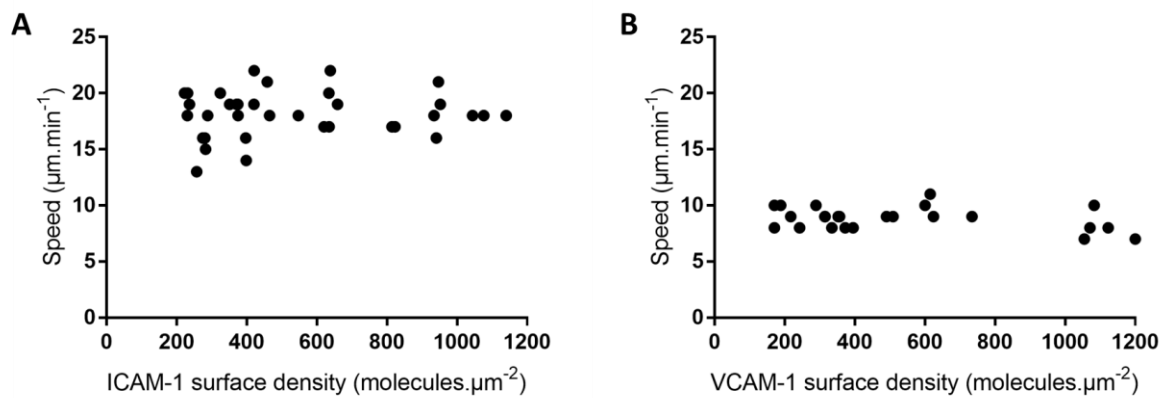 A
B
Speed (µm.min⁻¹)
25
20
15
10
5
0
0 200 400 600 800 1000 1200
ICAM-1 surface density (molecules.µm⁻²)
Speed (µm.min⁻¹)
25
20
15
10
5
0
0 200 400 600 800 1000 1200
VCAM-1 surface density (molecules.µm⁻²)